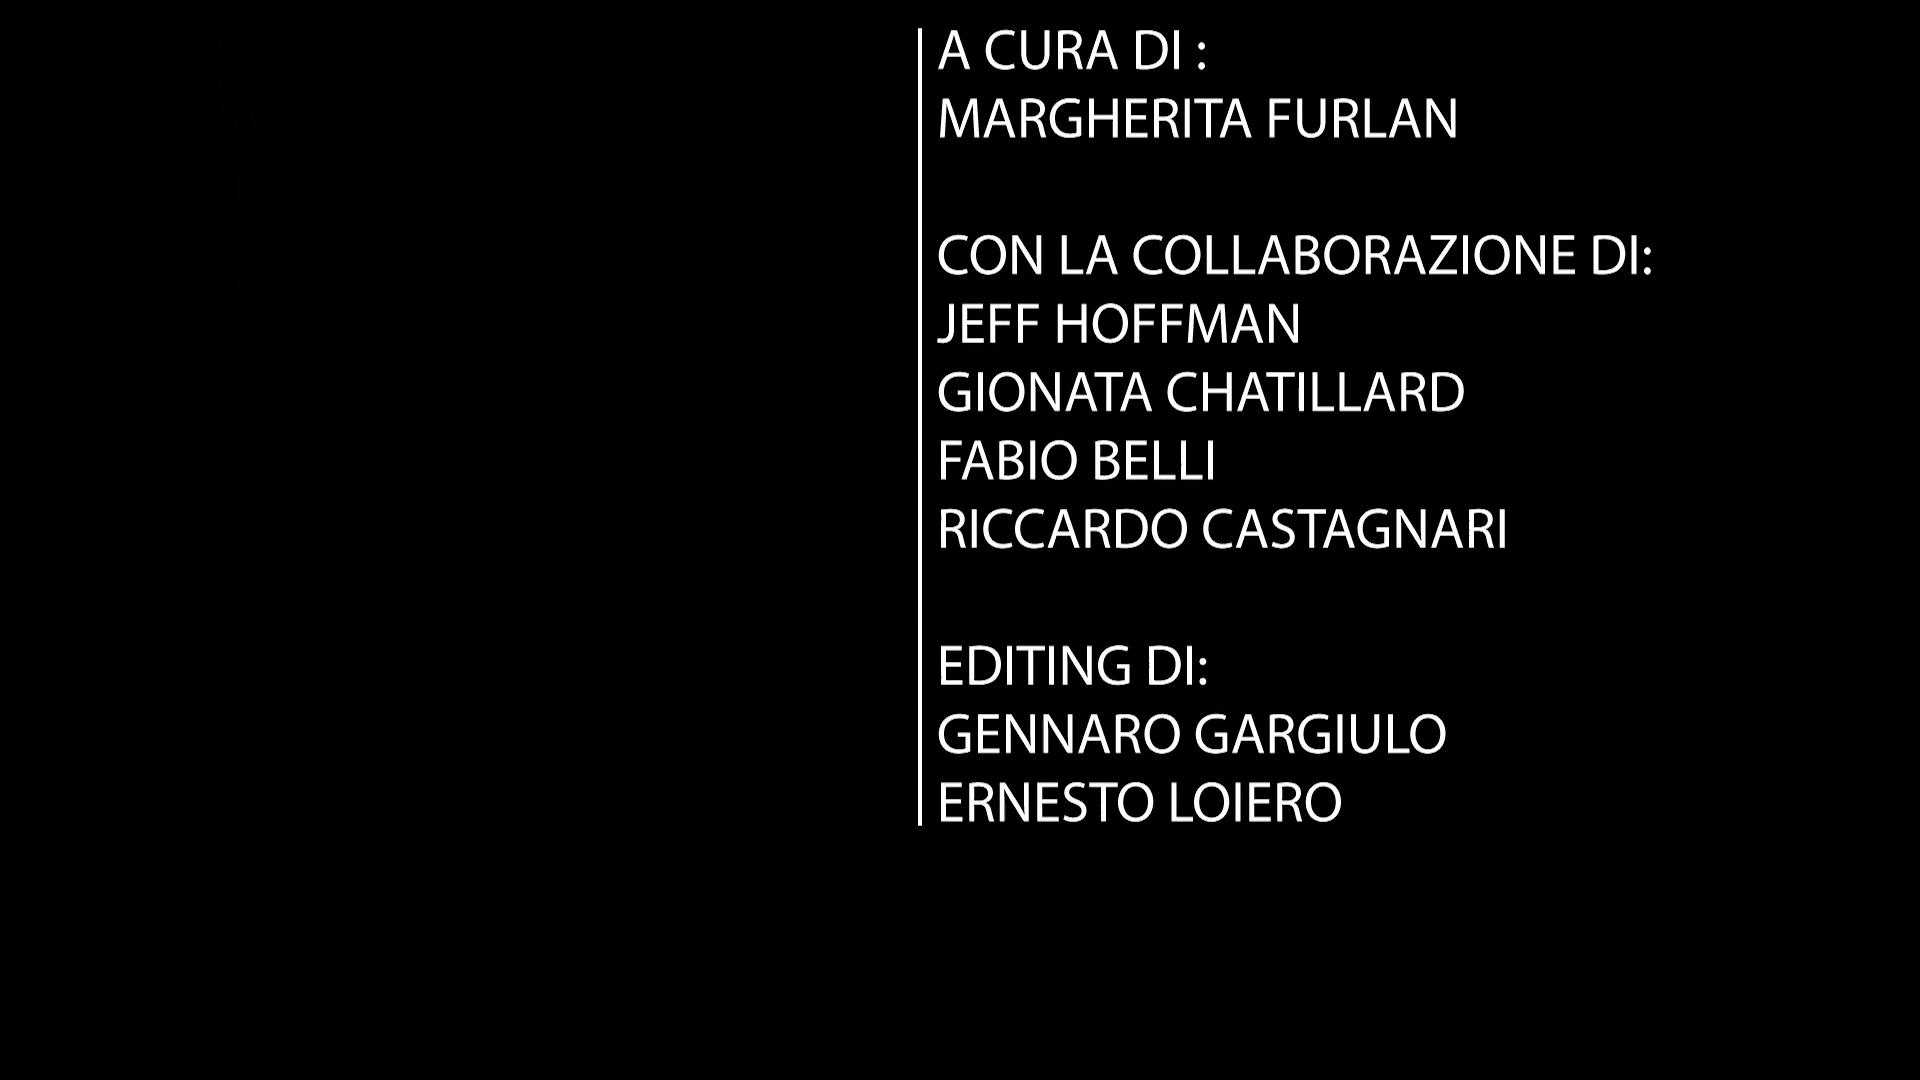 A CURA DI :
MARGHERITA FURLAN
CON LA COLLABORAZIONE DI:
JEFF HOFFMAN
GIONATA CHATILLARD
FABIO BELLI
RICCARDO CASTAGNARI
EDITING DI:
GENNARO GARGIULO
ERNESTO LOIERO